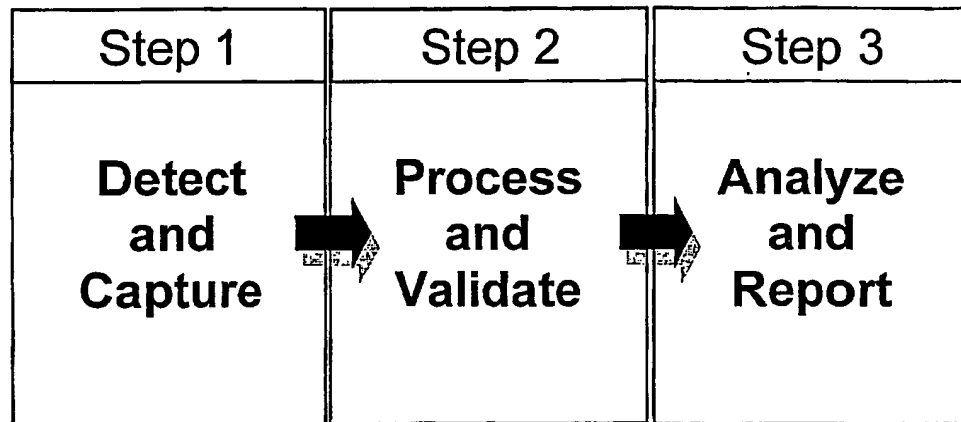 Step 1
Detect
and
Capture
Step 2
Process
and
Validate
Step 3
Analyze
and
Report